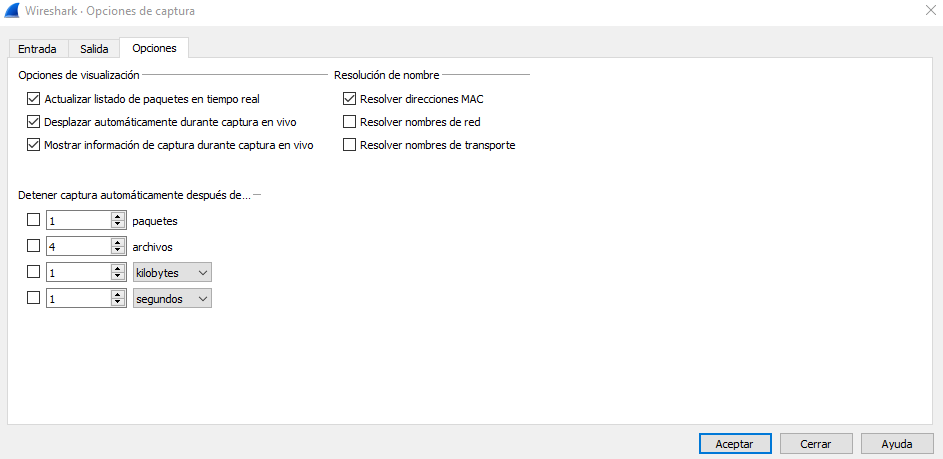 Wireshark · Opciones de captura
Entrada Salida Opciones
Opciones de visualización
Actualizar listado de paquetes en tiempo real
Desplazar automáticamente durante captura en vivo
Mostrar información de captura durante captura en vivo
Resolución de nombre
Resolver direcciones MAC
Resolver nombres de red
Resolver nombres de transporte
Detener captura automáticamente después de...
1 paquetes
4 archivos
1 kilobytes
1 segundos
Aceptar Cerrar Ayuda